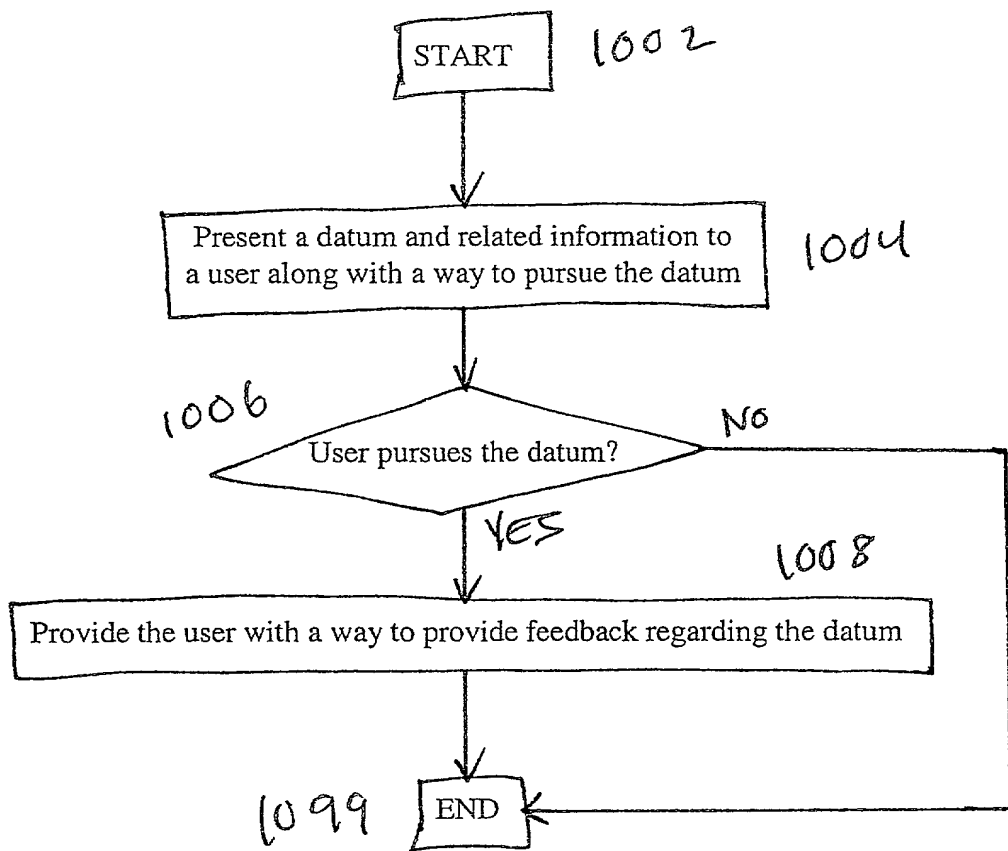 START 1002
Present a datum and related information to
a user along with a way to pursue the datum
1004
1006
User pursues the datum?
NO
YES
1008
Provide the user with a way to provide feedback regarding the datum
1099 END